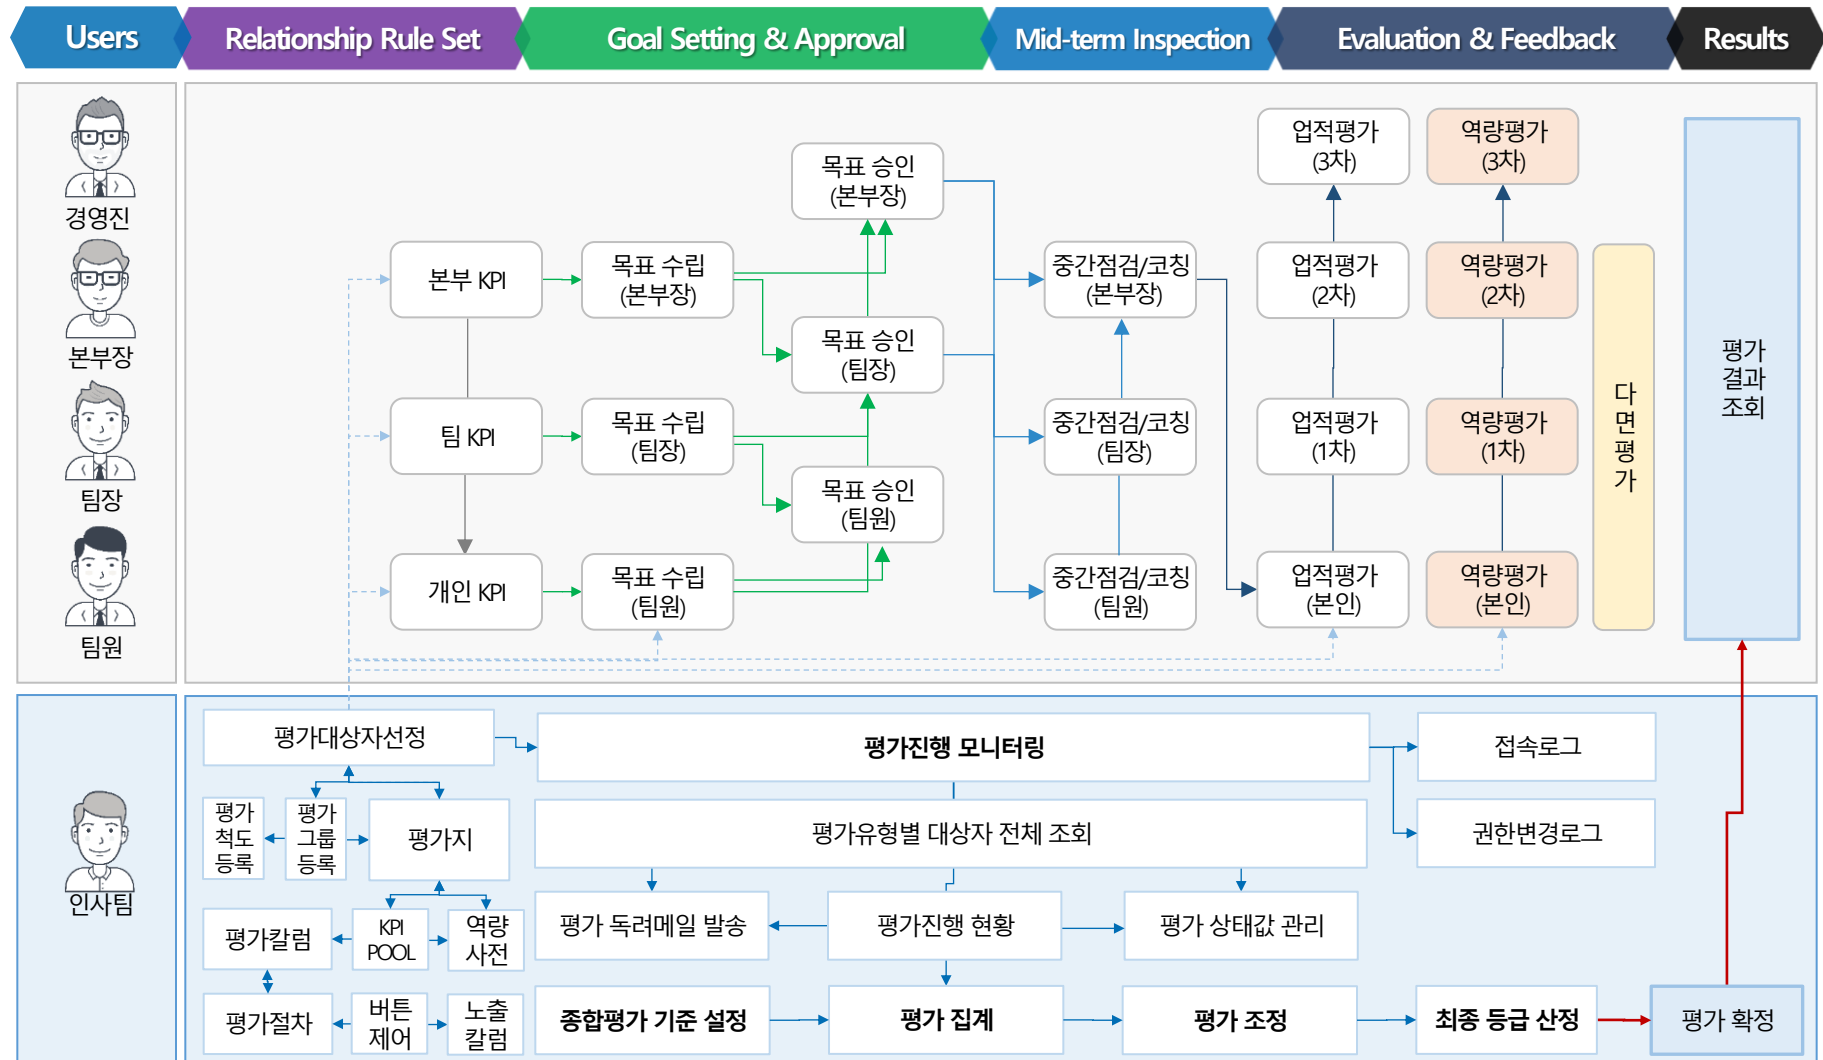 Users
Relationship Rule Set
Goal Setting & Approval
Mid-term Inspection
Evaluation & Feedback
Results
경영진
본부장
팀장
팀원
본부 KPI
팀 KPI
개인 KPI
목표 수립
(본부장)
목표 수립
(팀장)
목표 수립
(팀원)
목표 승인
(본부장)
목표 승인
(팀장)
목표 승인
(팀원)
중간점검/코칭
(본부장)
중간점검/코칭
(팀장)
중간점검/코칭
(팀원)
업적평가
(3차)
업적평가
(2차)
업적평가
(1차)
업적평가
(본인)
역량평가
(3차)
역량평가
(2차)
역량평가
(1차)
역량평가
(본인)
다
면
평
가
평가
결과
조회
인사팀
평가대상자선정
평가
척도
등록
평가
그룹
등록
평가지
평가칼럼
KPI
POOL
역량
사전
평가절차
버튼
제어
노출
칼럼
평가진행 모니터링
평가유형별 대상자 전체 조회
평가 독려메일 발송
평가진행 현황
평가 상태값 관리
접속로그
권한변경로그
종합평가 기준 설정
평가 집계
평가 조정
최종 등급 산정
평가 확정